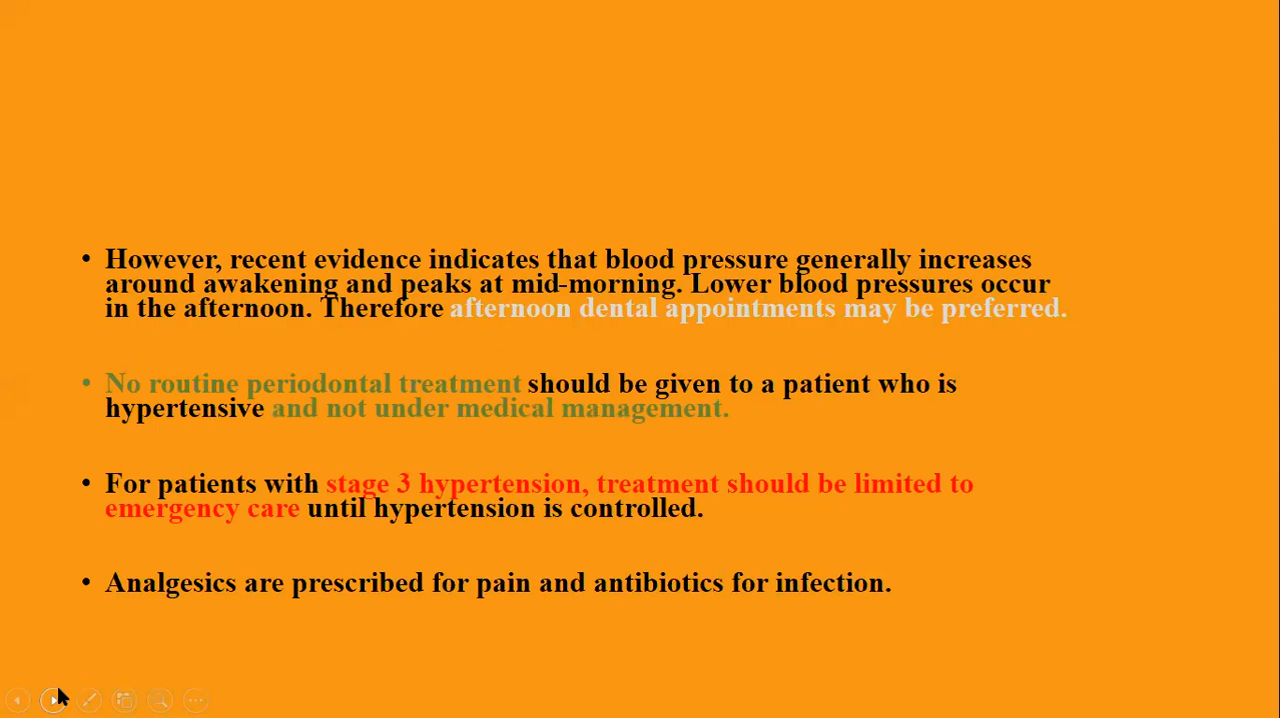 • However, recent evidence indicates that blood pressure generally increases
around awakening and peaks at mid-morning. Lower blood pressures occur
in the afternoon. Therefore afternoon dental appointments may be preferred.
• No routine periodontal treatment should be given to a patient who is
hypertensive and not under medical management.
• For patients with stage 3 hypertension, treatment should be limited to
emergency care until hypertension is controlled.
• Analgesics are prescribed for pain and antibiotics for infection.